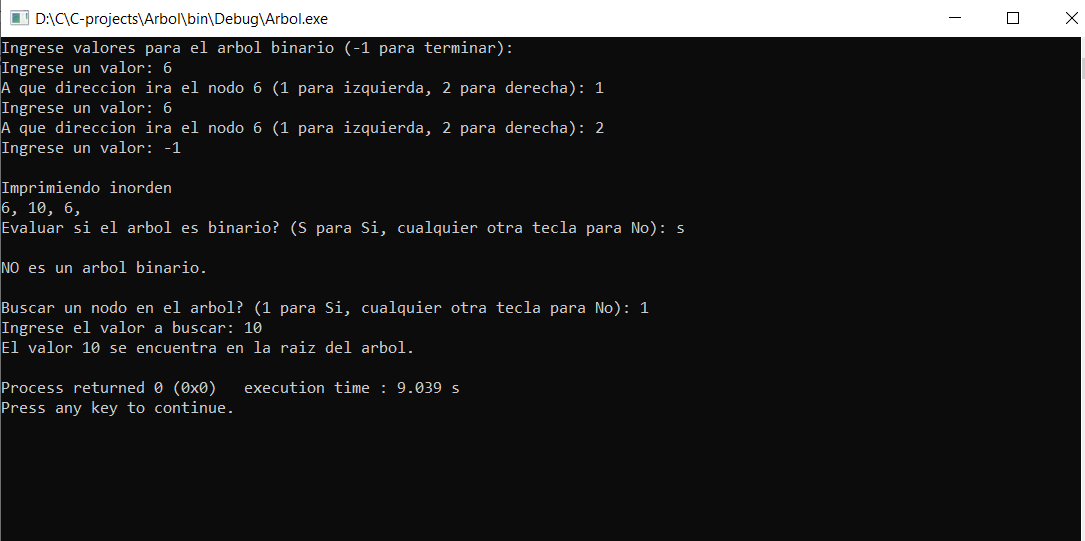 D:\C\C-projects\Arbol\bin\Debug\Arbol.exe
Ingrese valores para el arbol binario (-1 para terminar):
Ingrese un valor: 6
A que direccion ira el nodo 6 (1 para izquierda, 2 para derecha): 1
Ingrese un valor: 6
A que direccion ira el nodo 6 (1 para izquierda, 2 para derecha): 2
Ingrese un valor: -1
Imprimiendo inorden
6, 10, 6,
Evaluar si el arbol es binario? (S para Si, cualquier otra tecla para No): s
NO es un arbol binario.
Buscar un nodo en el arbol? (1 para Si, cualquier otra tecla para No): 1
Ingrese el valor a buscar: 10
El valor 10 se encuentra en la raiz del arbol.
Process returned 0 (0x0)   execution time : 9.039 s
Press any key to continue.